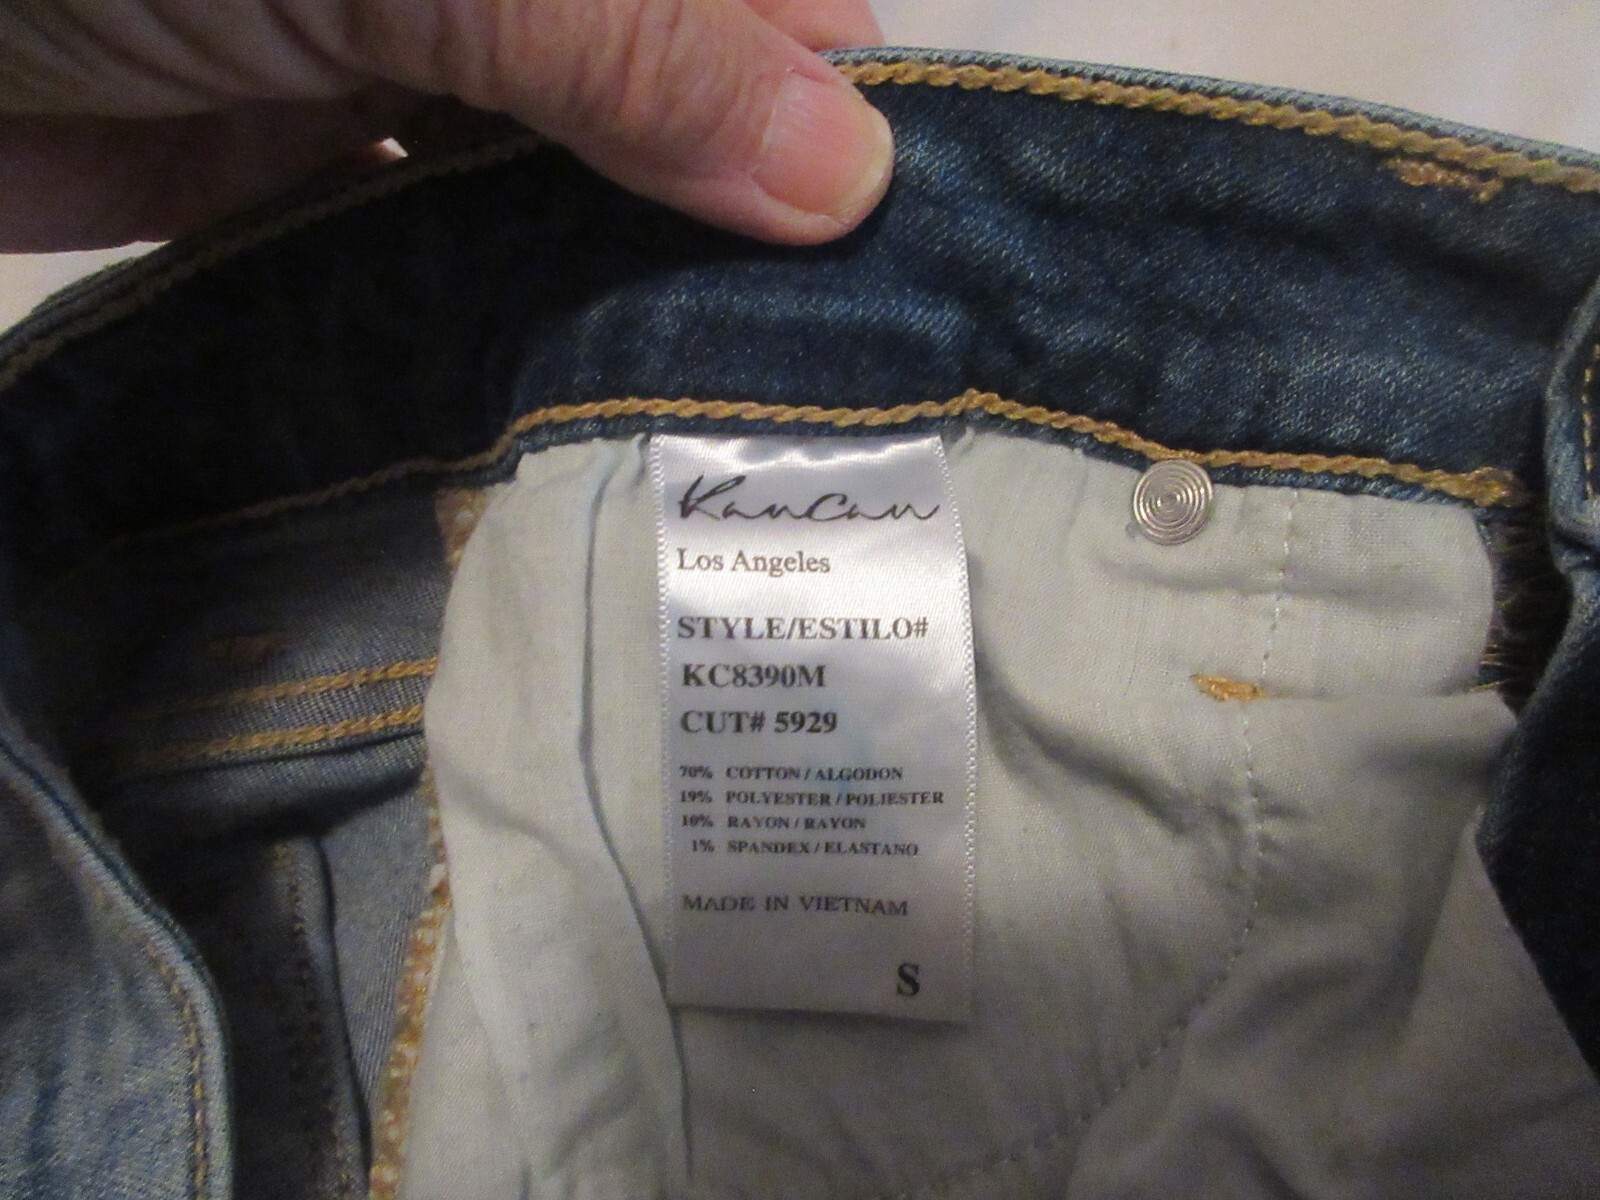 KanCan
Los Angeles
STYLE/ESTILO#
KC8390M
CUT# 5929
70% COTTON / ALGODON
19% POLYESTER / POLIESTER
10% RAYON / RAYON
1% SPANDEX / ELASTANO
MADE IN VIETNAM
S